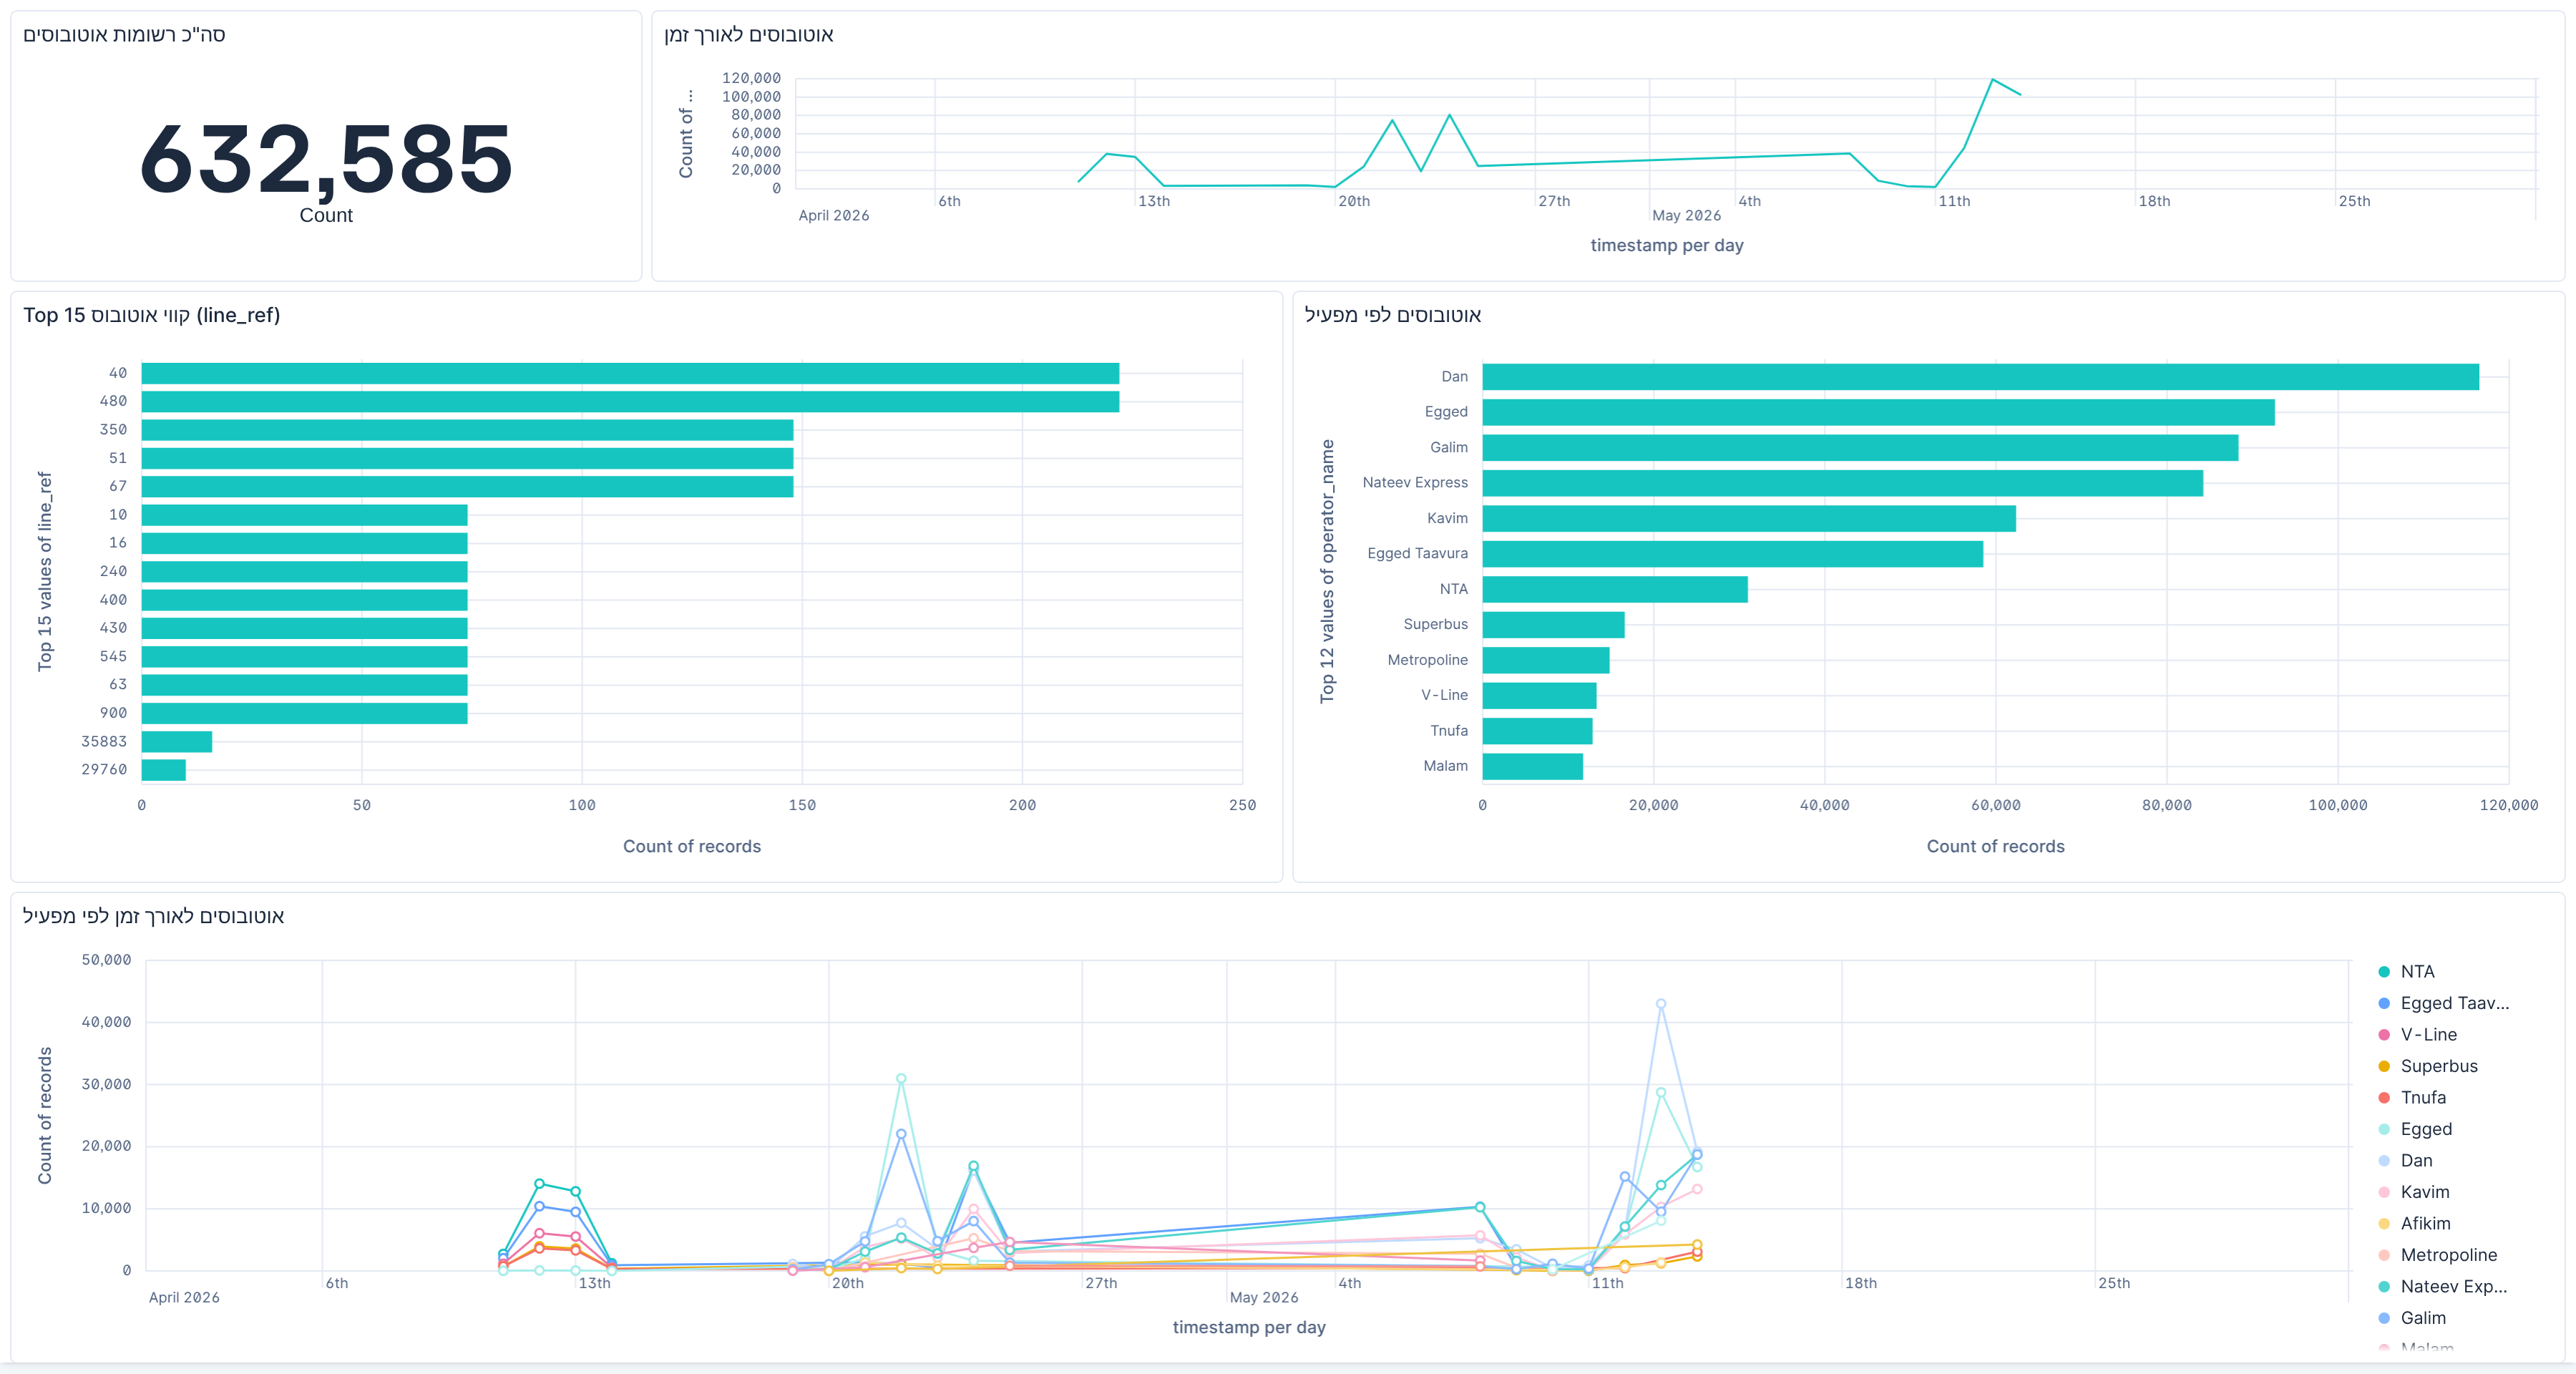 סה"כ רשומות אוטובוסים
632,585
Count
אוטובוסים לאורך זמן
Count of ...
120,000
100,000
80,000
60,000
40,000
20,000
0
6th
13th
20th
27th
4th
11th
18th
25th
April 2026
May 2026
timestamp per day
Top 15 קווי אוטובוס (line_ref)
Top 15 values of line_ref
40
480
350
51
67
10
16
240
400
430
545
63
900
35883
29760
0
50
100
150
200
250
Count of records
אוטובוסים לפי מפעיל
Top 12 values of operator_name
Dan
Egged
Galim
Nateev Express
Kavim
Egged Taavura
NTA
Superbus
Metropoline
V-Line
Tnufa
Malam
0
20,000
40,000
60,000
80,000
100,000
120,000
Count of records
אוטובוסים לאורך זמן לפי מפעיל
Count of records
50,000
40,000
30,000
20,000
10,000
0
6th
13th
20th
27th
4th
11th
18th
25th
April 2026
May 2026
timestamp per day
NTA
Egged Taav...
V-Line
Superbus
Tnufa
Egged
Dan
Kavim
Afikim
Metropoline
Nateev Exp...
Galim
Malam